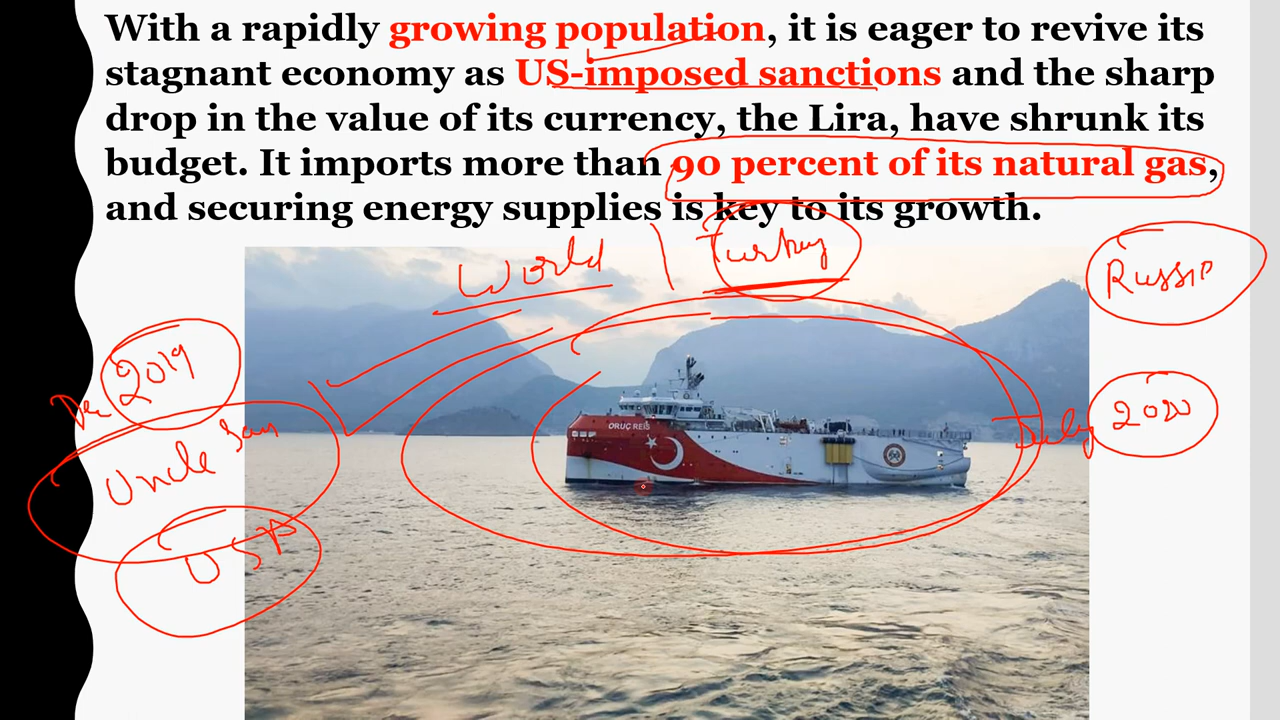 With a rapidly growing population, it is eager to revive its
stagnant economy as US-imposed sanctions and the sharp
drop in the value of its currency, the Lira, have shrunk its
budget. It imports more than 90 percent of its natural gas,
and securing energy supplies is key to its growth.
World | Turkey
Russia
Dec 2019
July 2020
ORUÇ REIS
Uncle Sam
USA